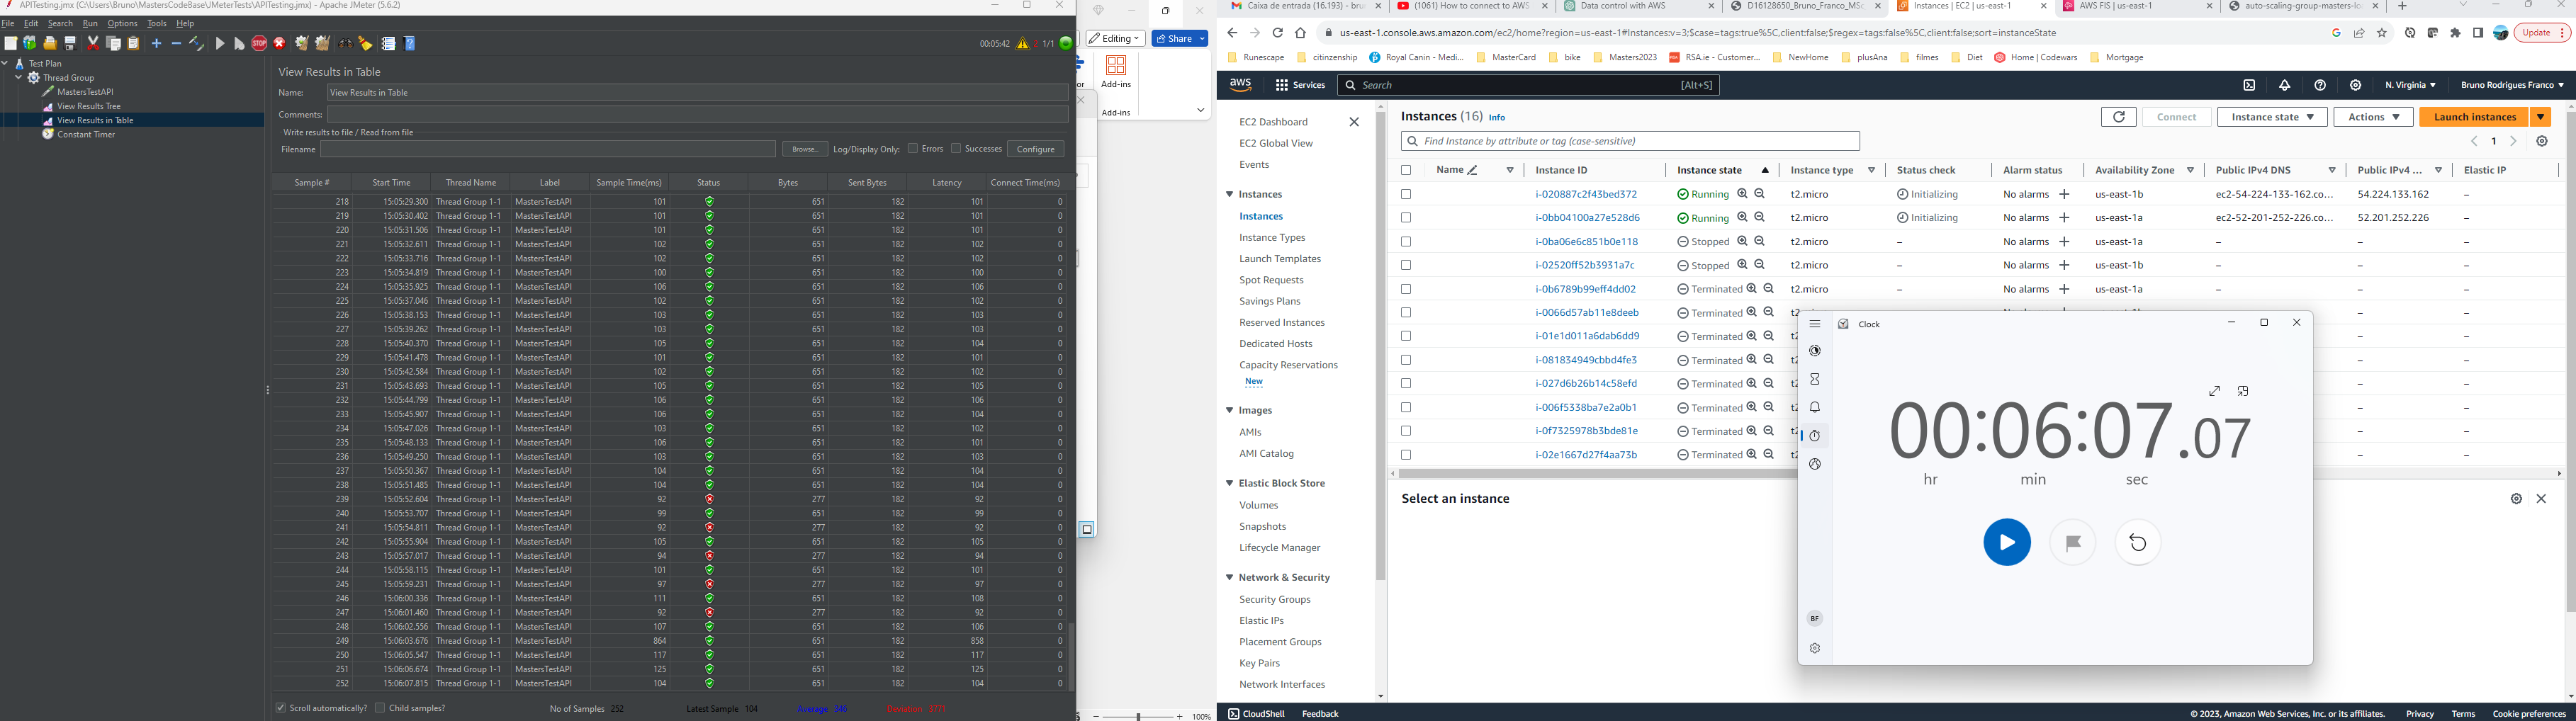 APITesting.jmx (C:\Users\Bruno\MastersCodeBase\JMeterTests\APITesting.jmx) - Apache JMeter (5.6.2)
File Edit Search Run Options Tools Help
00:05:42 2 1/1
Test Plan
Thread Group
MastersTestAPI
View Results Tree
View Results in Table
Constant Timer
View Results in Table
Name: View Results in Table
Comments:
Write results to file / Read from file
Filename Browse... Log/Display Only: Errors Successes Configure
Sample # Start Time Thread Name Label Sample Time(ms) Status Bytes Sent Bytes Latency Connect Time(ms)
218 15:05:29.300 Thread Group 1-1 MastersTestAPI 101 651 182 101 0
219 15:05:30.402 Thread Group 1-1 MastersTestAPI 101 651 182 101 0
220 15:05:31.506 Thread Group 1-1 MastersTestAPI 101 651 182 101 0
221 15:05:32.611 Thread Group 1-1 MastersTestAPI 102 651 182 102 0
222 15:05:33.716 Thread Group 1-1 MastersTestAPI 102 651 182 102 0
223 15:05:34.819 Thread Group 1-1 MastersTestAPI 100 651 182 100 0
224 15:05:35.925 Thread Group 1-1 MastersTestAPI 106 651 182 106 0
225 15:05:37.046 Thread Group 1-1 MastersTestAPI 102 651 182 102 0
226 15:05:38.153 Thread Group 1-1 MastersTestAPI 103 651 182 103 0
227 15:05:39.262 Thread Group 1-1 MastersTestAPI 103 651 182 103 0
228 15:05:40.370 Thread Group 1-1 MastersTestAPI 105 651 182 104 0
229 15:05:41.478 Thread Group 1-1 MastersTestAPI 101 651 182 101 0
230 15:05:42.584 Thread Group 1-1 MastersTestAPI 102 651 182 102 0
231 15:05:43.693 Thread Group 1-1 MastersTestAPI 105 651 182 105 0
232 15:05:44.799 Thread Group 1-1 MastersTestAPI 106 651 182 106 0
233 15:05:45.907 Thread Group 1-1 MastersTestAPI 106 651 182 104 0
234 15:05:47.026 Thread Group 1-1 MastersTestAPI 103 651 182 102 0
235 15:05:48.133 Thread Group 1-1 MastersTestAPI 106 651 182 101 0
236 15:05:49.250 Thread Group 1-1 MastersTestAPI 103 651 182 103 0
237 15:05:50.367 Thread Group 1-1 MastersTestAPI 104 651 182 104 0
238 15:05:51.485 Thread Group 1-1 MastersTestAPI 104 651 182 104 0
239 15:05:52.604 Thread Group 1-1 MastersTestAPI 92 277 182 92 0
240 15:05:53.707 Thread Group 1-1 MastersTestAPI 99 651 182 99 0
241 15:05:54.811 Thread Group 1-1 MastersTestAPI 92 277 182 92 0
242 15:05:55.904 Thread Group 1-1 MastersTestAPI 105 651 182 105 0
243 15:05:57.017 Thread Group 1-1 MastersTestAPI 94 277 182 94 0
244 15:05:58.115 Thread Group 1-1 MastersTestAPI 101 651 182 101 0
245 15:05:59.231 Thread Group 1-1 MastersTestAPI 97 277 182 97 0
246 15:06:00.336 Thread Group 1-1 MastersTestAPI 111 651 182 108 0
247 15:06:01.460 Thread Group 1-1 MastersTestAPI 92 277 182 92 0
248 15:06:02.556 Thread Group 1-1 MastersTestAPI 107 651 182 106 0
249 15:06:03.676 Thread Group 1-1 MastersTestAPI 864 651 182 858 0
250 15:06:05.547 Thread Group 1-1 MastersTestAPI 117 651 182 117 0
251 15:06:06.674 Thread Group 1-1 MastersTestAPI 125 651 182 125 0
252 15:06:07.815 Thread Group 1-1 MastersTestAPI 104 651 182 104 0
Scroll automatically? Child samples? No of Samples 252 Latest Sample 104 Average 346 Deviation 3771
Editing Share
or Add-ins
Add-ins
100%
Caixa de entrada (16.193) - bru
(1061) How to connect to AWS
Data control with AWS
D16128650_Bruno_Franco_MSc
Instances | EC2 | us-east-1
AWS FIS | us-east-1
auto-scaling-group-masters-lo
us-east-1.console.aws.amazon.com/ec2/home?region=us-east-1#Instances:v=3;$case=tags:true%5C,client:false;$regex=tags:false%5C,client:false;sort=instanceState
Update
Runescape citizenship Royal Canin - Medi... MasterCard bike Masters2023 RSA.ie - Customer... NewHome plusAna filmes Diet Home | Codewars Mortgage
aws Services Search [Alt+S] N. Virginia Bruno Rodrigues Franco
EC2 Dashboard
EC2 Global View
Events
Instances
Instances
Instance Types
Launch Templates
Spot Requests
Savings Plans
Reserved Instances
Dedicated Hosts
Capacity Reservations
New
Images
AMIs
AMI Catalog
Elastic Block Store
Volumes
Snapshots
Lifecycle Manager
Network & Security
Security Groups
Elastic IPs
Placement Groups
Key Pairs
Network Interfaces
Instances (16) Info
Connect Instance state Actions Launch instances
Find Instance by attribute or tag (case-sensitive)
1
Name Instance ID Instance state Instance type Status check Alarm status Availability Zone Public IPv4 DNS Public IPv4 ... Elastic IP
i-020887c2f43bed372 Running t2.micro Initializing No alarms + us-east-1b ec2-54-224-133-162.co... 54.224.133.162 –
i-0bb04100a27e528d6 Running t2.micro Initializing No alarms + us-east-1a ec2-52-201-252-226.co... 52.201.252.226 –
i-0ba06e6c851b0e118 Stopped t2.micro – No alarms + us-east-1a – – –
i-02520ff52b3931a7c Stopped t2.micro – No alarms + us-east-1b – – –
i-0b6789b99eff4dd02 Terminated t2.micro – No alarms + us-east-1a – – –
i-0066d57ab11e8deeb Terminated – –
i-01e1d011a6dab6dd9 Terminated t2 – –
i-081834949cbbd4fe3 Terminated t2 – –
i-027d6b26b14c58efd Terminated t2 – –
i-006f5338ba7e2a0b1 Terminated t2 – –
i-0f7325978b3bde81e Terminated t2 – –
i-02e1667d27f4aa73b Terminated t2 – –
Select an instance
Clock
00:06:07.07
hr min sec
BF
CloudShell Feedback © 2023, Amazon Web Services, Inc. or its affiliates. Privacy Terms Cookie preferences